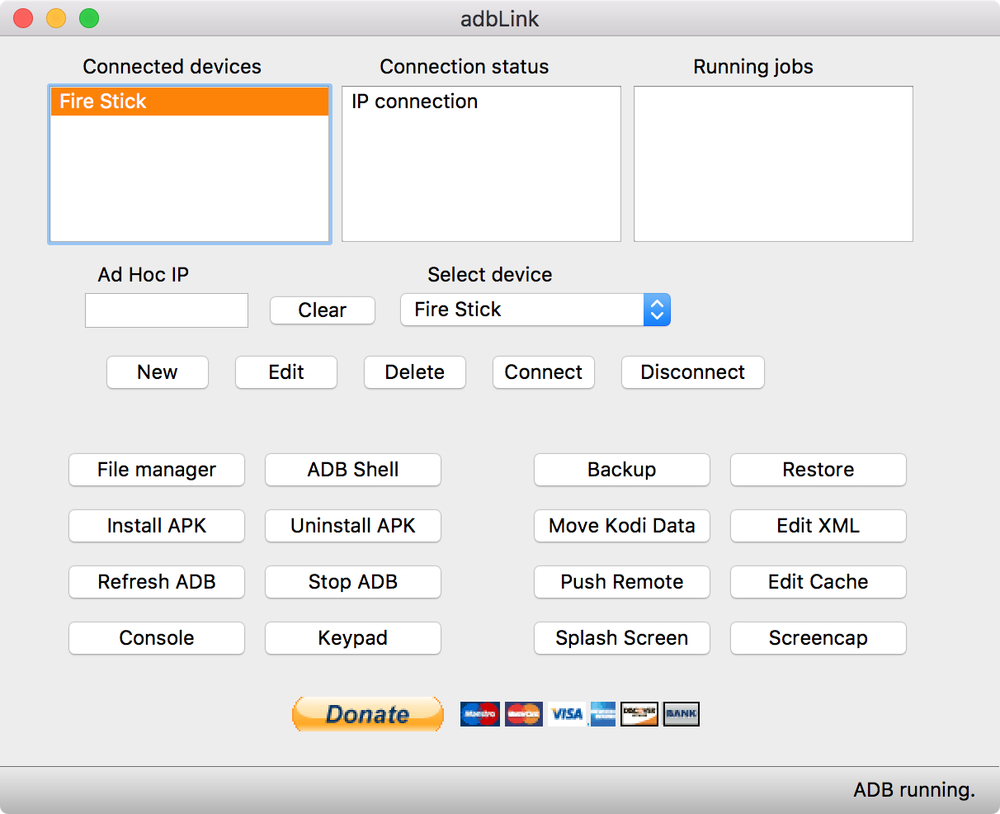 adbLink
Connected devices
Connection status
Running jobs
Fire Stick
IP connection
Ad Hoc IP
Select device
Clear
Fire Stick
New
Edit
Delete
Connect
Disconnect
File manager
ADB Shell
Backup
Restore
Install APK
Uninstall APK
Move Kodi Data
Edit XML
Refresh ADB
Stop ADB
Push Remote
Edit Cache
Console
Keypad
Splash Screen
Screencap
Donate
Maestro
MasterCard
VISA
DISCOVER
BANK
ADB running.